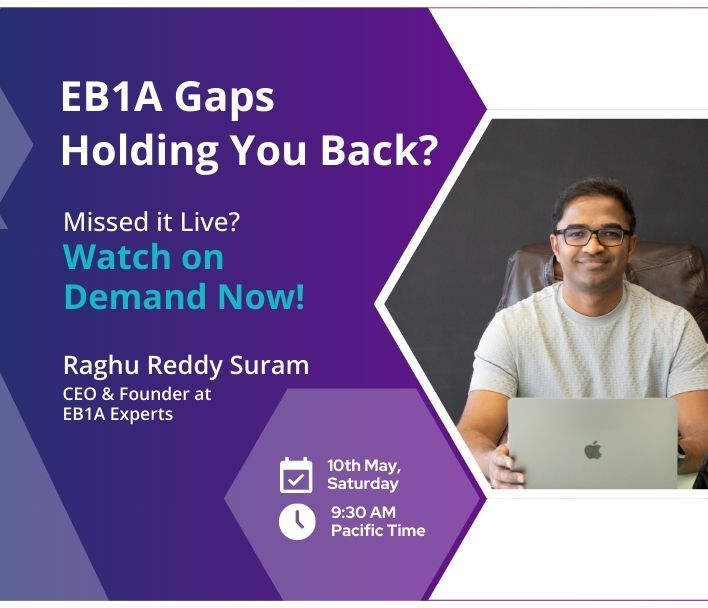 EB1A Gaps
Holding You Back?
Missed it Live?
Watch on
Demand Now!
Raghu Reddy Suram
CEO & Founder at
EB1A Experts
10th May,
Saturday
9:30 AM
Pacific Time